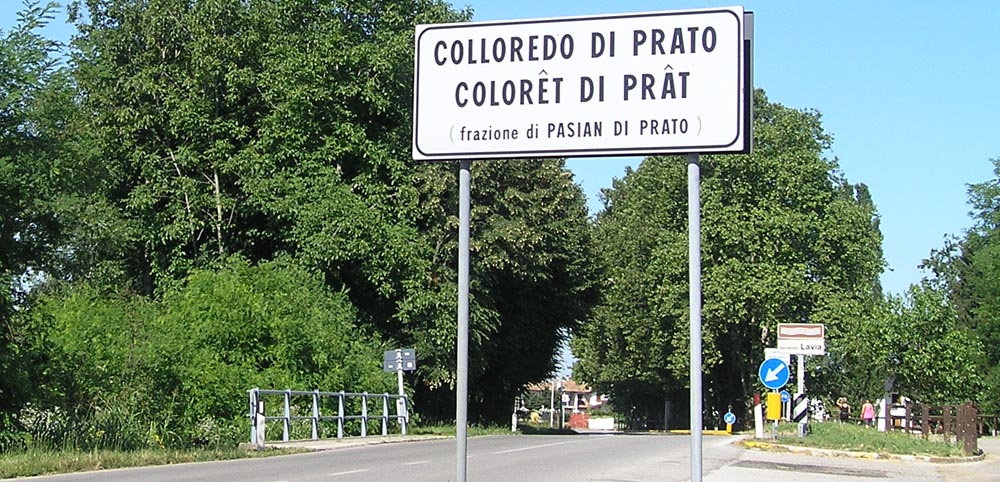 COLLOREDO DI PRATO
COLORÊT DI PRÂT
(frazione di PASIAN DI PRATO)
Lavia